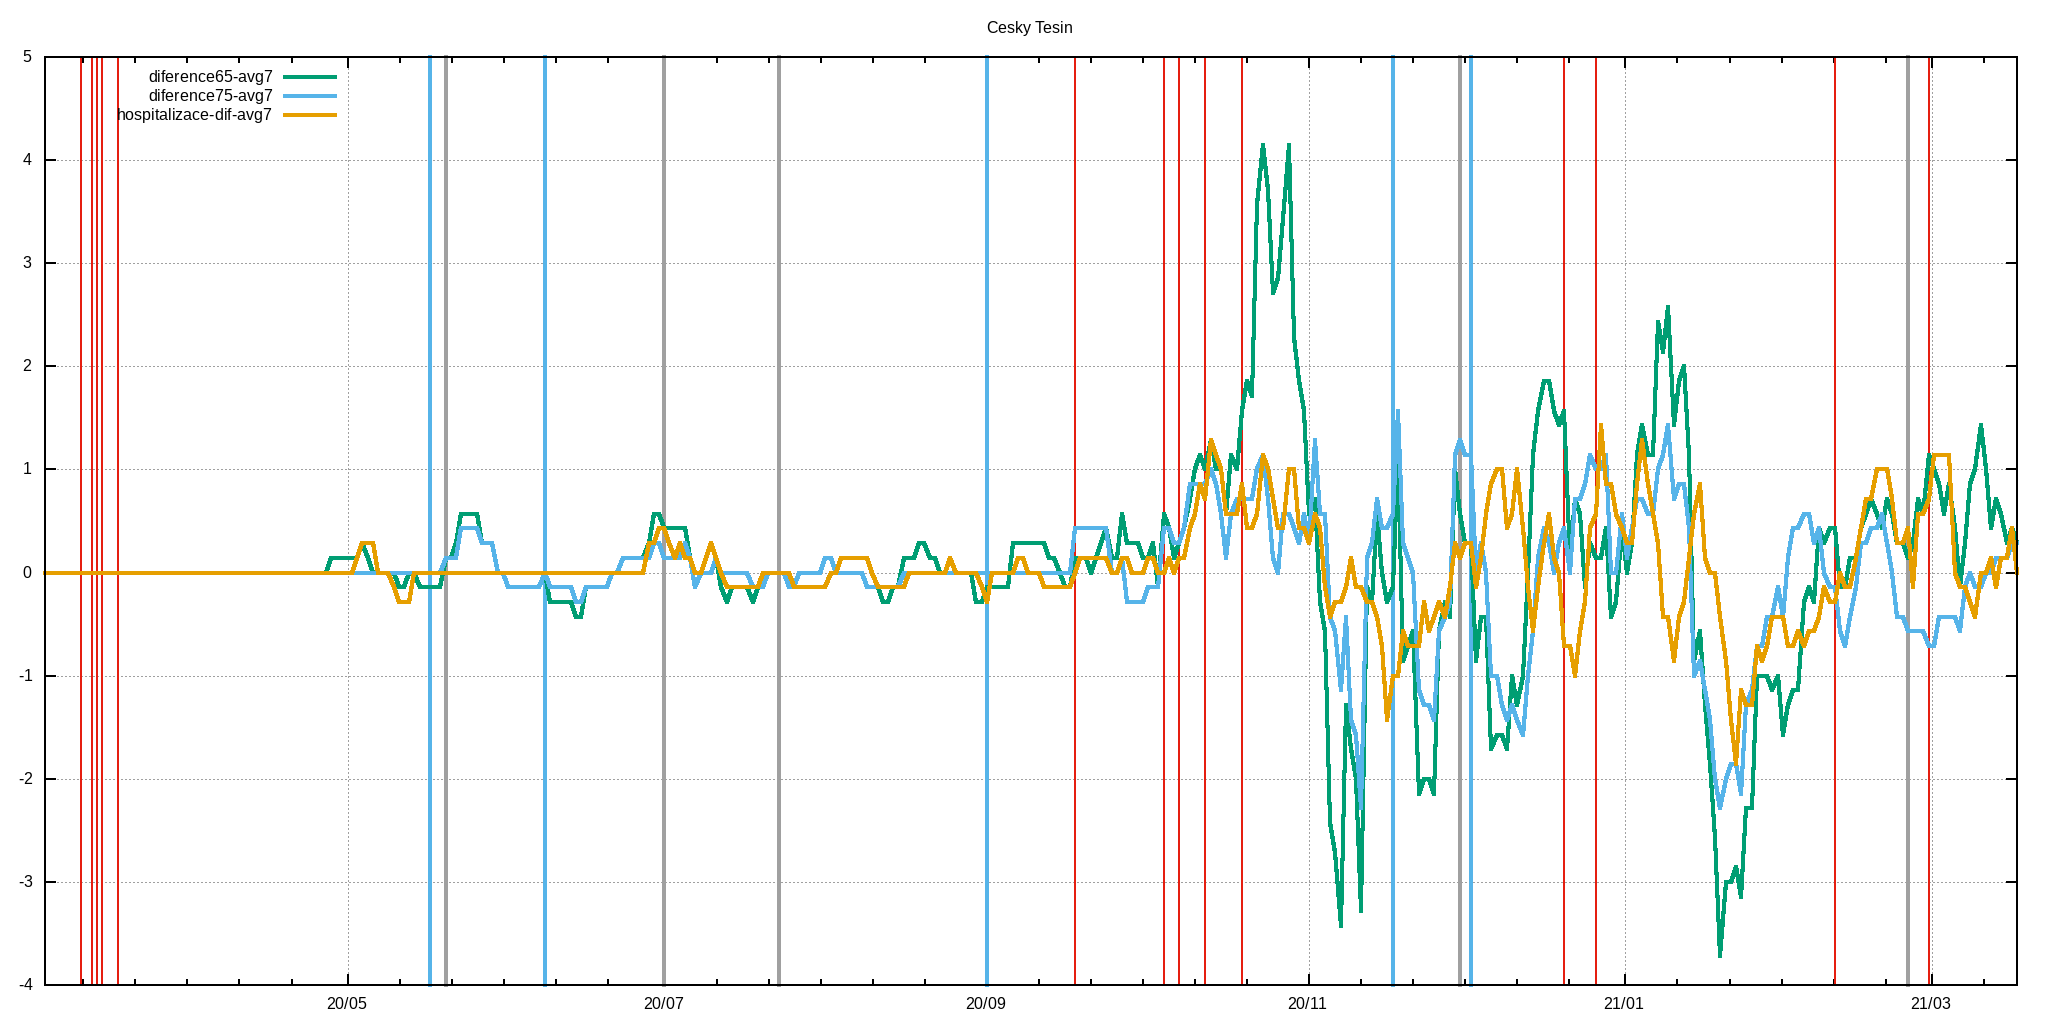 Cesky Tesin
5
diference65-avg7
diference75-avg7
hospitalizace-dif-avg7
4
3
2
1
0
-1
-2
-3
-4
20/05 20/07 20/09 20/11 21/01 21/03